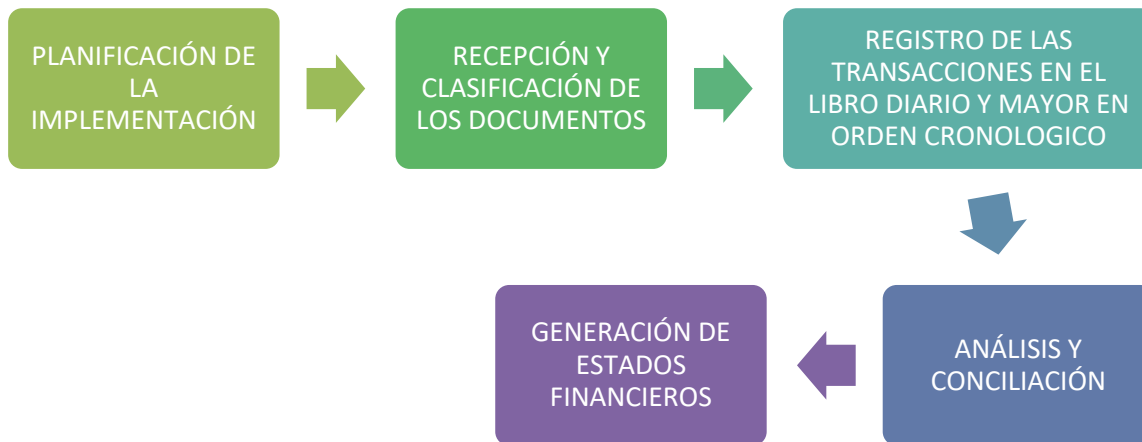 PLANIFICACIÓN DE
LA
IMPLEMENTACIÓN
RECEPCIÓN Y
CLASIFICACIÓN DE
LOS DOCUMENTOS
REGISTRO DE LAS
TRANSACCIONES EN EL
LIBRO DIARIO Y MAYOR EN
ORDEN CRONOLOGICO
ANÁLISIS Y
CONCILIACIÓN
GENERACIÓN DE
ESTADOS
FINANCIEROS